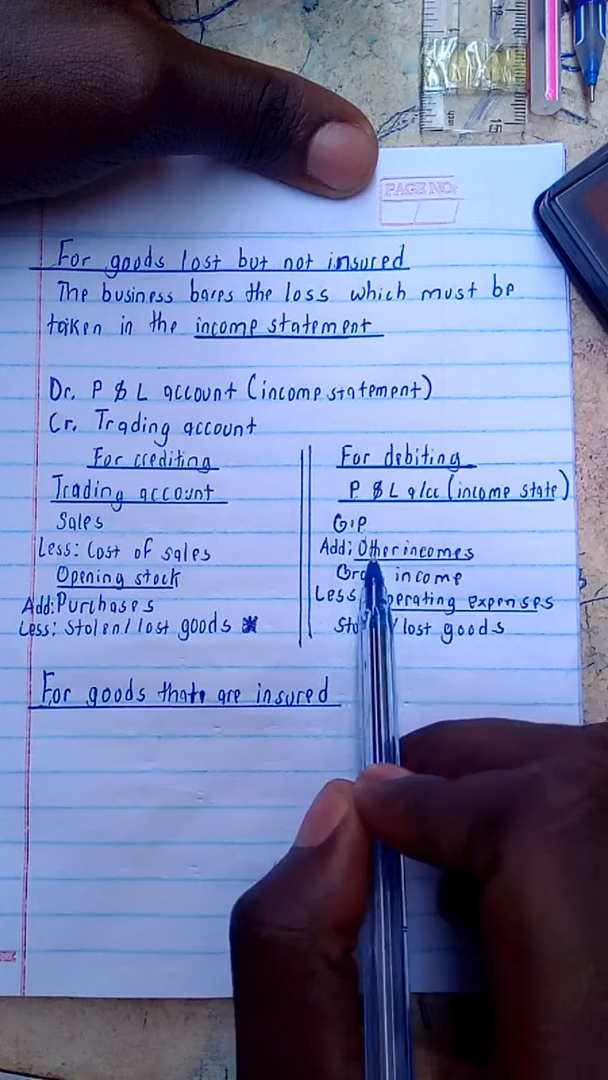 PAGE NO:
For goods lost but not insured
The business bares the loss which must be
taken in the income statement
Dr. P & L account (income statement)
Cr. Trading account
For crediting
Trading account
Sales
Less: Cost of sales
Opening stock
Add: Purchases
Less: Stolen/lost goods
For debiting
P & L a/cc (income state)
G.P
Add: Other incomes
income
Less operating expenses
/ lost goods
For goods that are insured